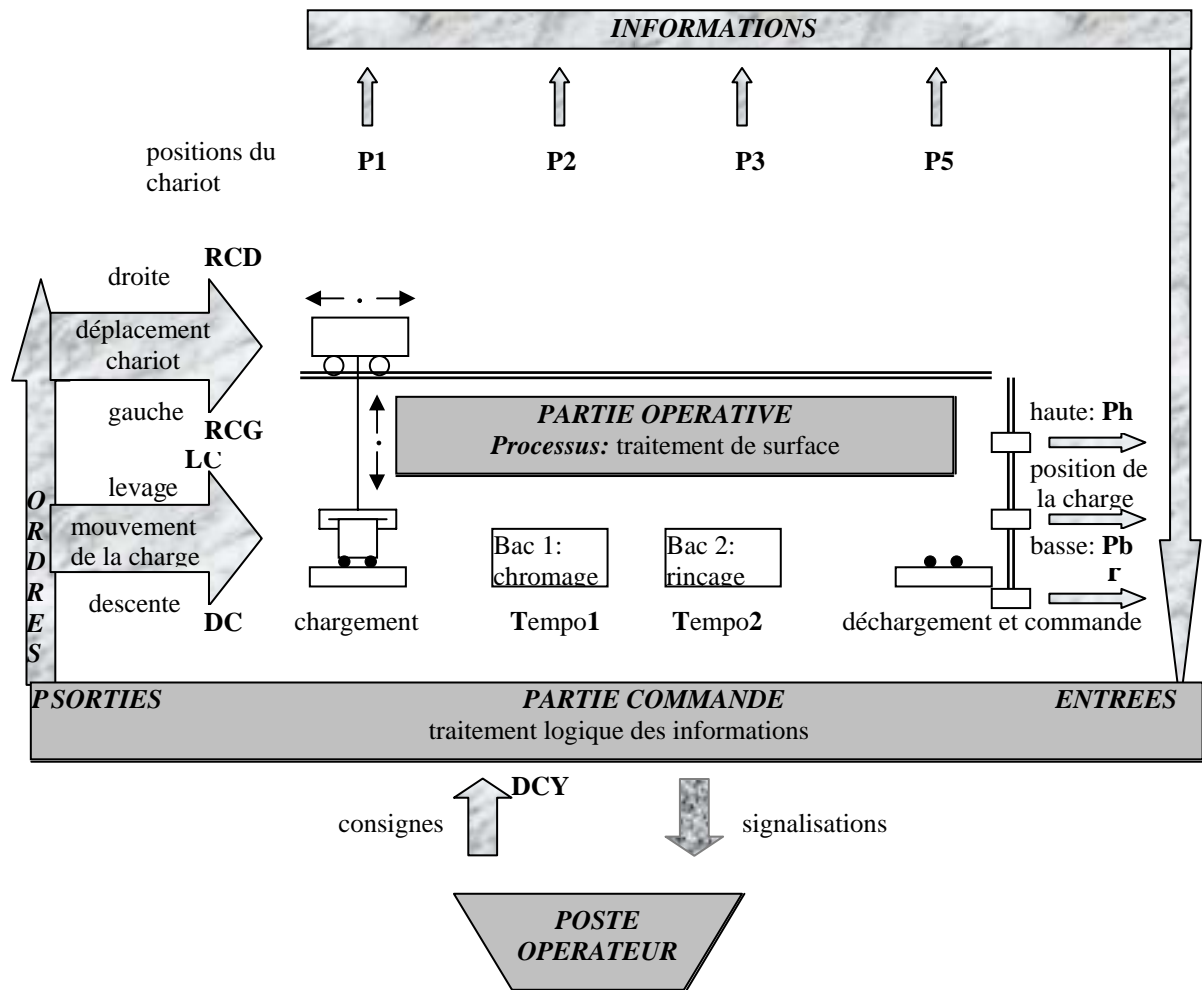 INFORMATIONS
positions du
chariot
P1
P2
P3
P5
RCD
droite
déplacement
chariot
gauche
RCG
LC
levage
mouvement
de la charge
descente
DC
ORDRES
PARTIE OPERATIVE
Processus: traitement de surface
haute: Ph
position de
la charge
basse: Pb
Bac 1:
chromage
Bac 2:
rincage
chargement
Tempo1
Tempo2
déchargement et commande
PSORTIES
PARTIE COMMANDE
ENTREES
traitement logique des informations
DCY
consignes
signalisations
POSTE
OPERATEUR